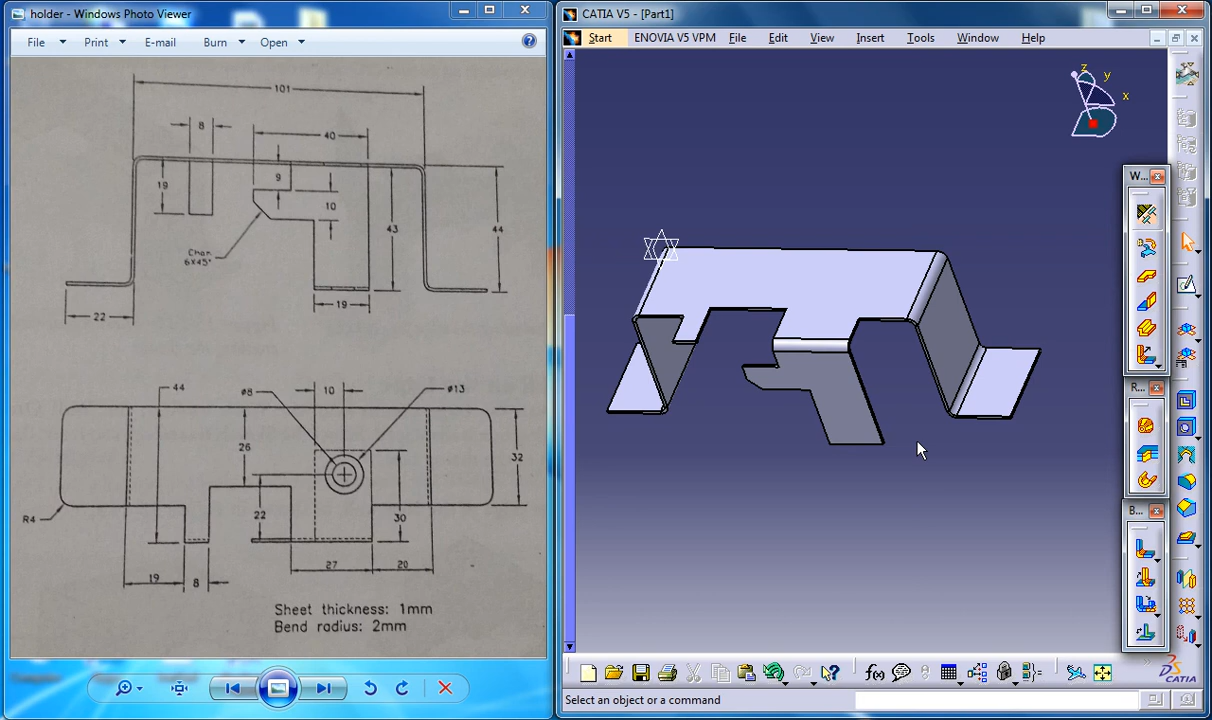 holder - Windows Photo Viewer
File Print E-mail Burn Open
101
8
40
19
9
10
43
44
Cham
6X45°
22
19
44
ø8
10
ø13
26
32
22
30
R4
19
8
27
20
Sheet thickness: 1mm
Bend radius: 2mm
CATIA V5 - [Part1]
Start ENOVIA V5 VPM File Edit View Insert Tools Window Help
z
y
x
W...
R...
B...
f(x)
CATIA
Select an object or a command